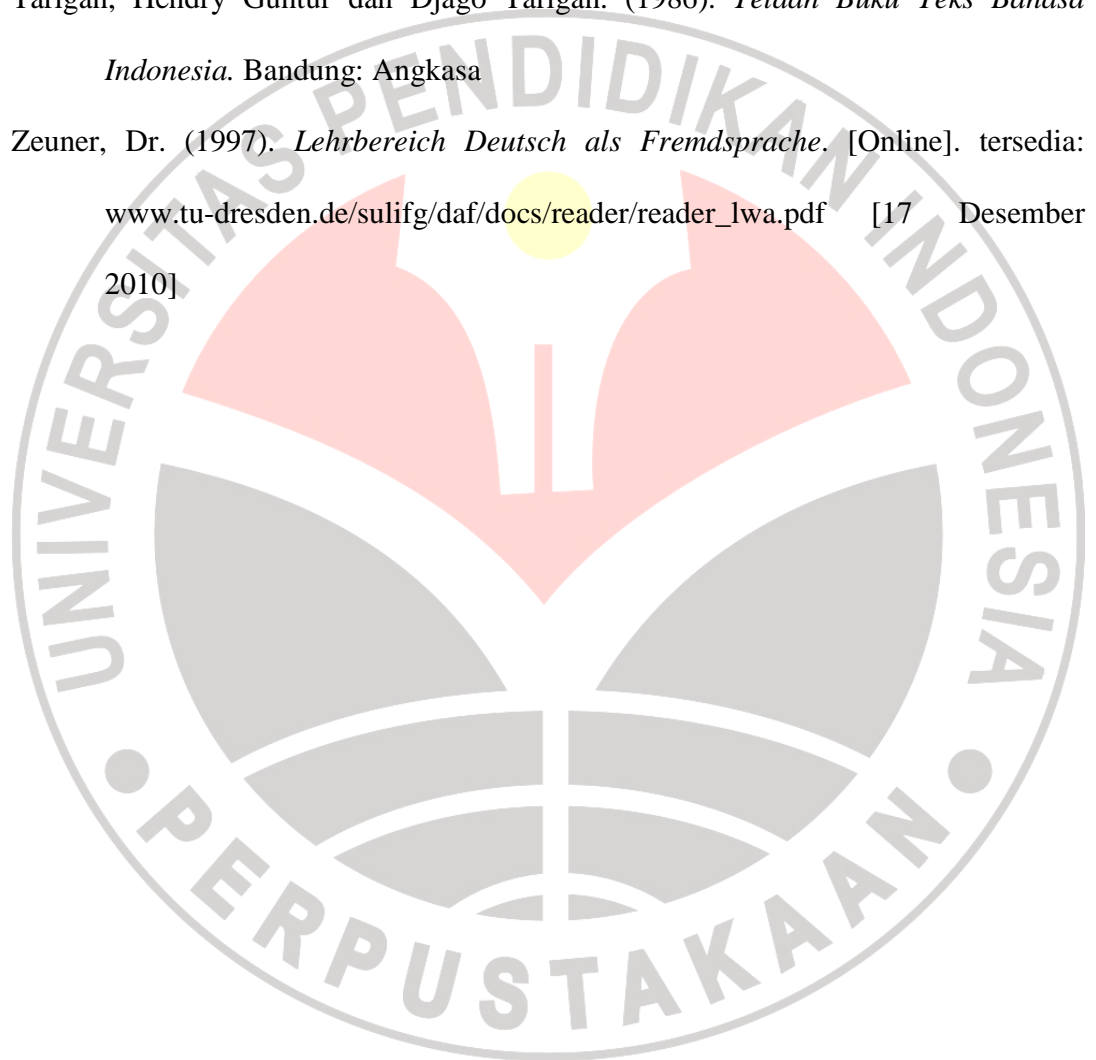 Tarigan, Hendry Guntur dan Djago Tarigan. (1986). Telaah Buku Teks Bahasa
Indonesia. Bandung: Angkasa
Zeuner, Dr. (1997). Lehrbereich Deutsch als Fremdsprache. [Online]. tersedia:
www.tu-dresden.de/sulifg/daf/docs/reader/reader_lwa.pdf [17 Desember
2010]
UNIVERSITAS PENDIDIKAN INDONESIA
PERPUSTAKAAN